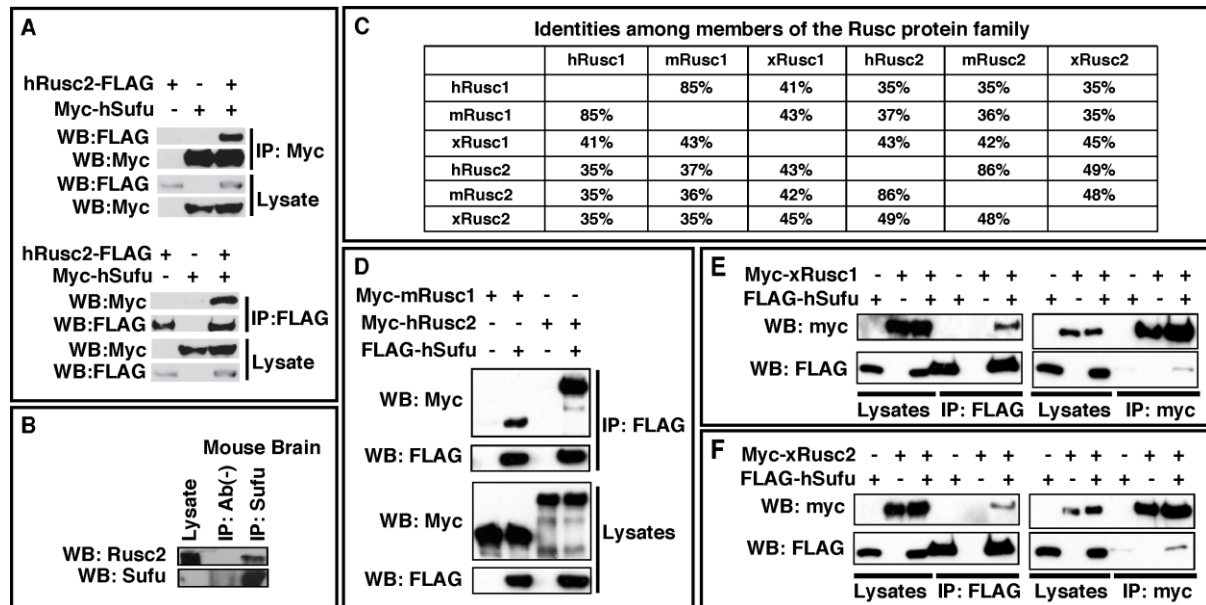 A
hRusc2-FLAG + - +
Myc-hSufu - + +
WB:FLAG
WB:Myc
IP: Myc
WB:FLAG
WB:Myc
Lysate
hRusc2-FLAG + - +
Myc-hSufu - + +
WB:Myc
WB:FLAG
IP:FLAG
WB:Myc
WB:FLAG
Lysate
B
Mouse Brain
Lysate
IP: Ab(-)
IP: Sufu
WB: Rusc2
WB: Sufu
C
Identities among members of the Rusc protein family
hRusc1 mRusc1 xRusc1 hRusc2 mRusc2 xRusc2
hRusc1 85% 41% 35% 35% 35%
mRusc1 85% 43% 37% 36% 35%
xRusc1 41% 43% 43% 42% 45%
hRusc2 35% 37% 43% 86% 49%
mRusc2 35% 36% 42% 86% 48%
xRusc2 35% 35% 45% 49% 48%
D
Myc-mRusc1 + + - -
Myc-hRusc2 - - + +
FLAG-hSufu - + - +
WB: Myc
WB: FLAG
IP: FLAG
WB: Myc
WB: FLAG
Lysates
E
Myc-xRusc1 - + + - + + - + + - + +
FLAG-hSufu + - + + - + + - + + - +
WB: myc
WB: FLAG
Lysates IP: FLAG Lysates IP: myc
F
Myc-xRusc2 - + + - + + - + + - + +
FLAG-hSufu + - + + - + + - + + - +
WB: myc
WB: FLAG
Lysates IP: FLAG Lysates IP: myc